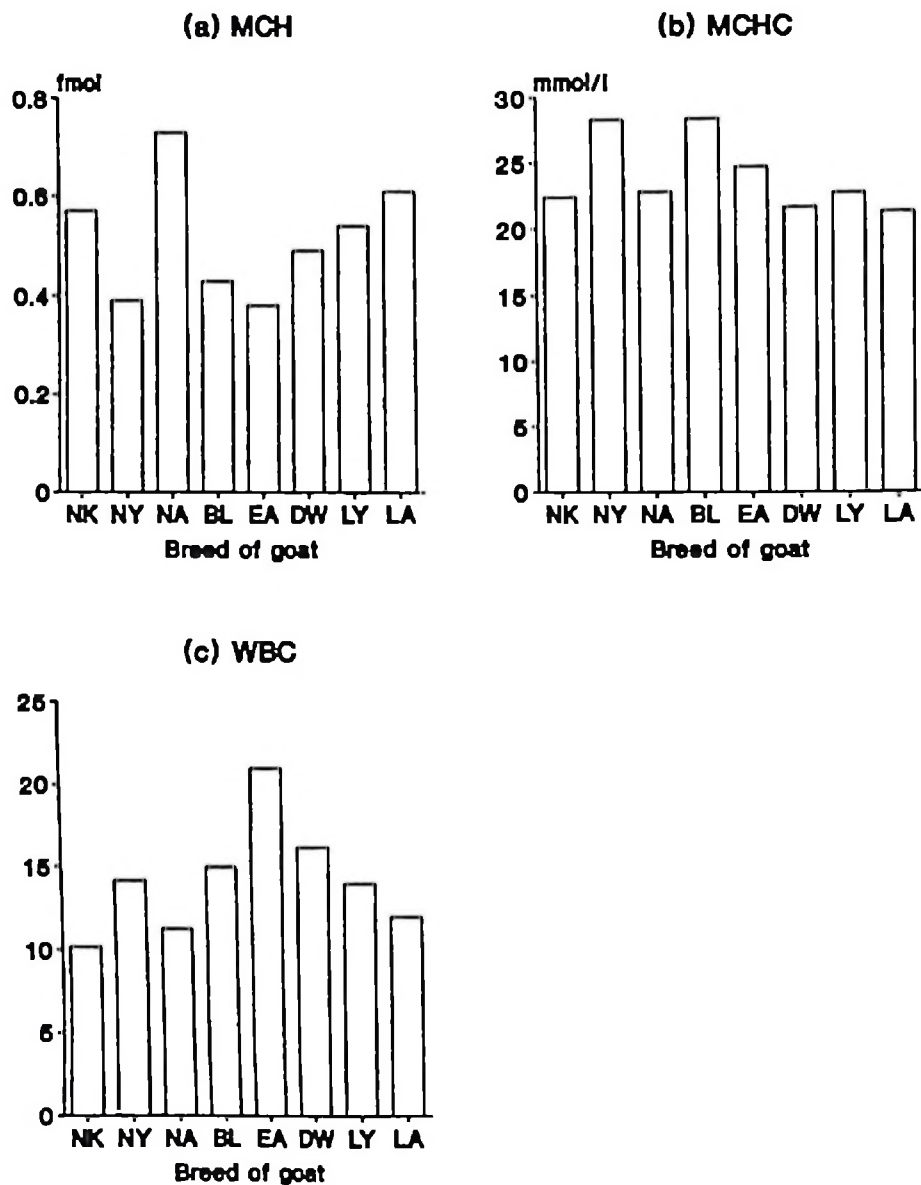 (a) MCH
fmol
0.8
0.6
0.4
0.2
0
NK NY NA BL EA DW LY LA
Breed of goat
(b) MCHC
mmol/l
30
25
20
15
10
5
0
NK NY NA BL EA DW LY LA
Breed of goat
(c) WBC
25
20
15
10
5
0
NK NY NA BL EA DW LY LA
Breed of goat